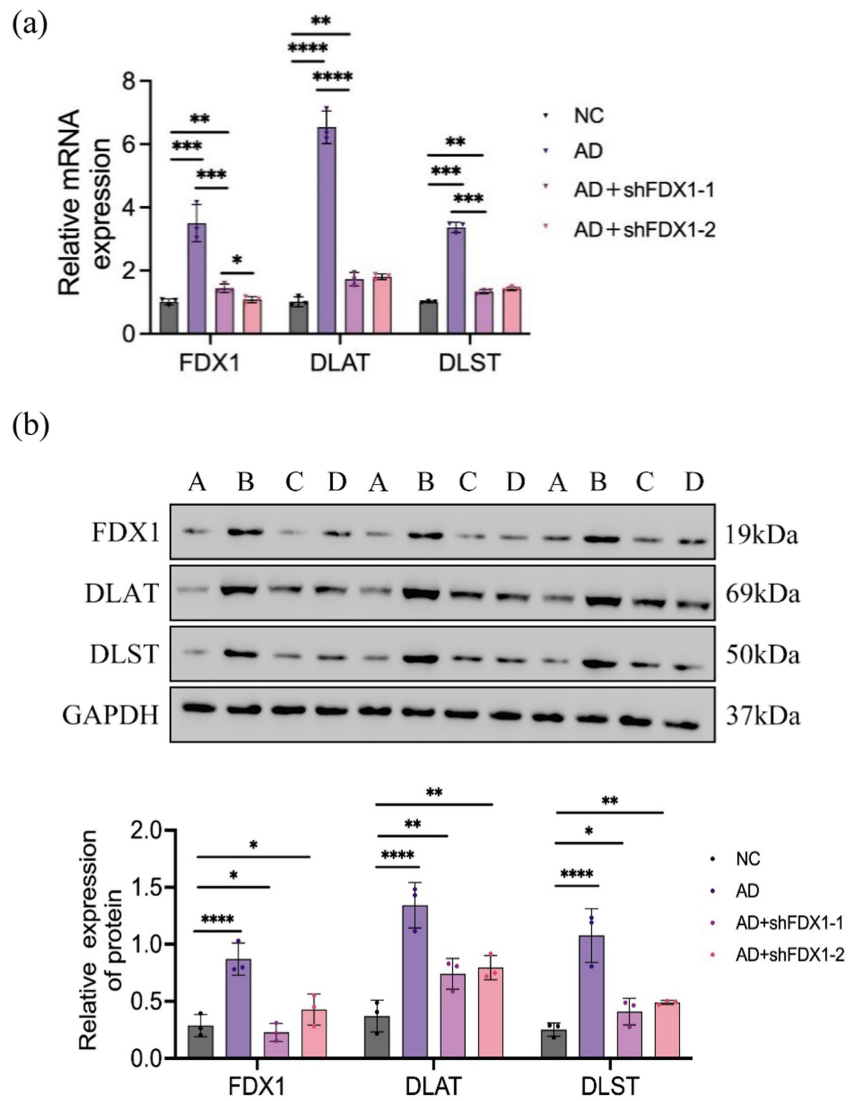 (a)
**
****
****
8
**
***
***
*
**
***
***
6
4
2
0
Relative mRNA
expression
NC
AD
AD+shFDX1-1
AD+shFDX1-2
FDX1 DLAT DLST
(b)
A B C D A B C D A B C D
FDX1 19kDa
DLAT 69kDa
DLST 50kDa
GAPDH 37kDa
2.0
1.5
1.0
0.5
0.0
Relative expression
of protein
*
*
****
**
**
****
**
*
****
NC
AD
AD+shFDX1-1
AD+shFDX1-2
FDX1 DLAT DLST